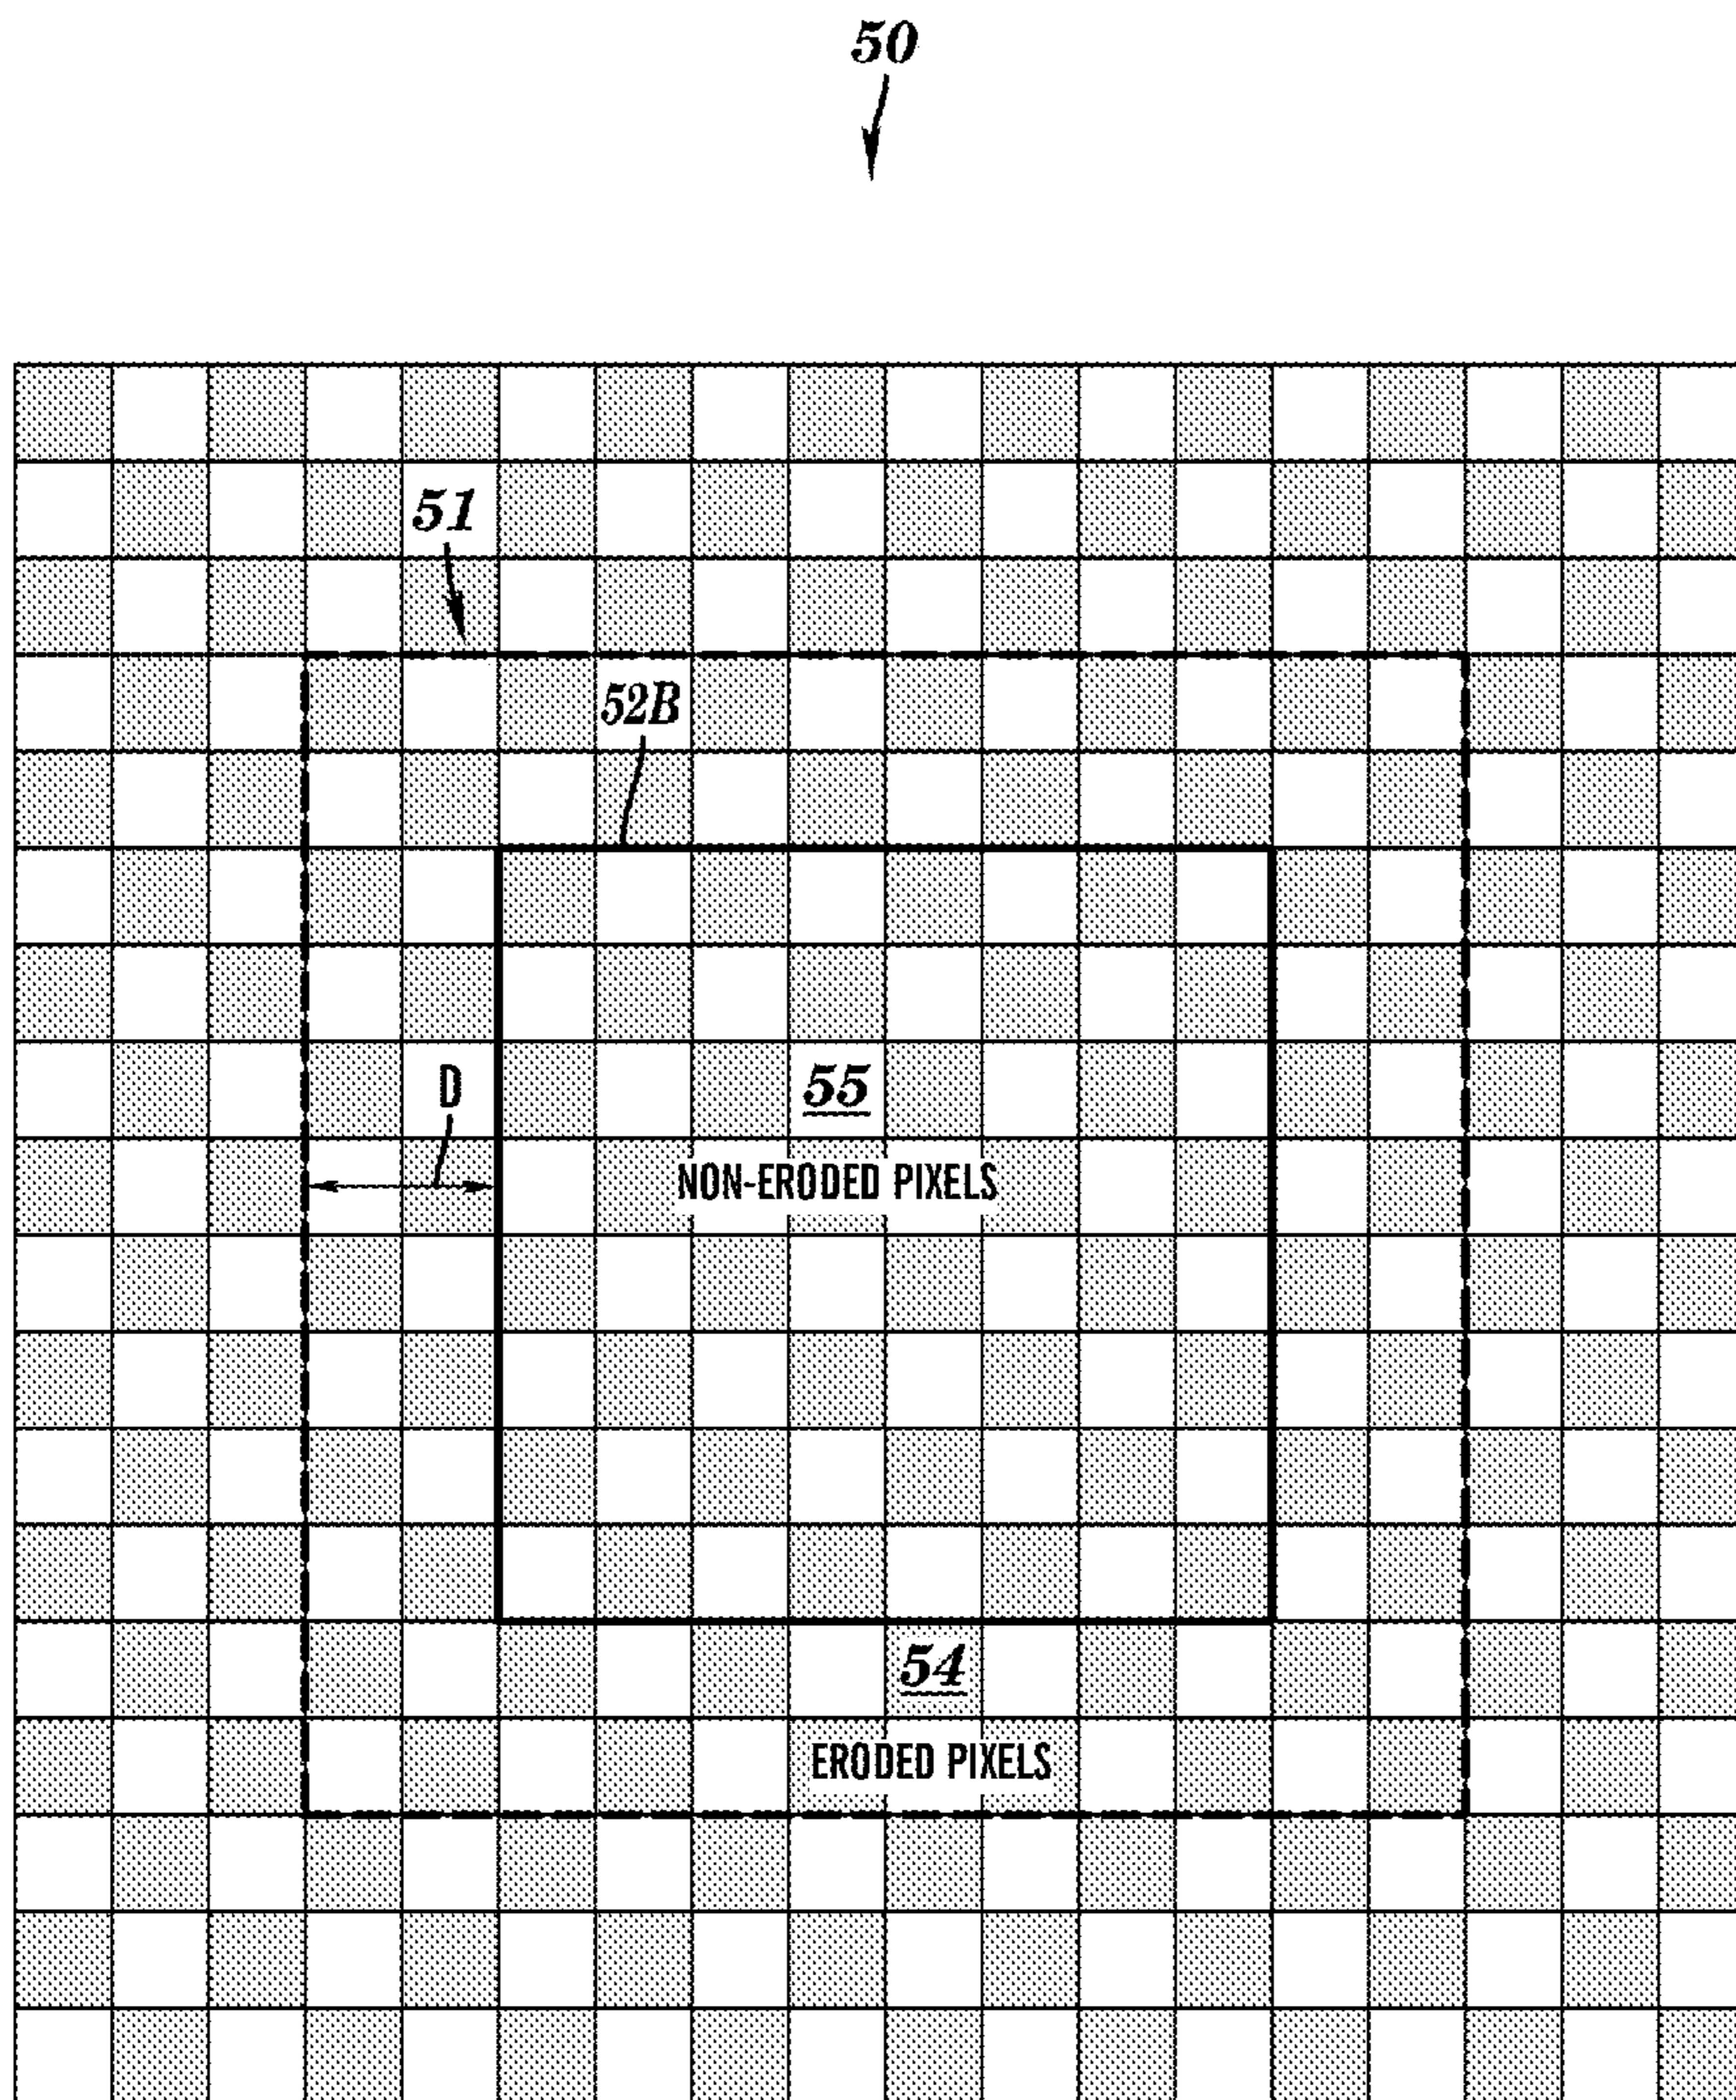 50
51
52B
55
D
NON-ERODED PIXELS
54
ERODED PIXELS